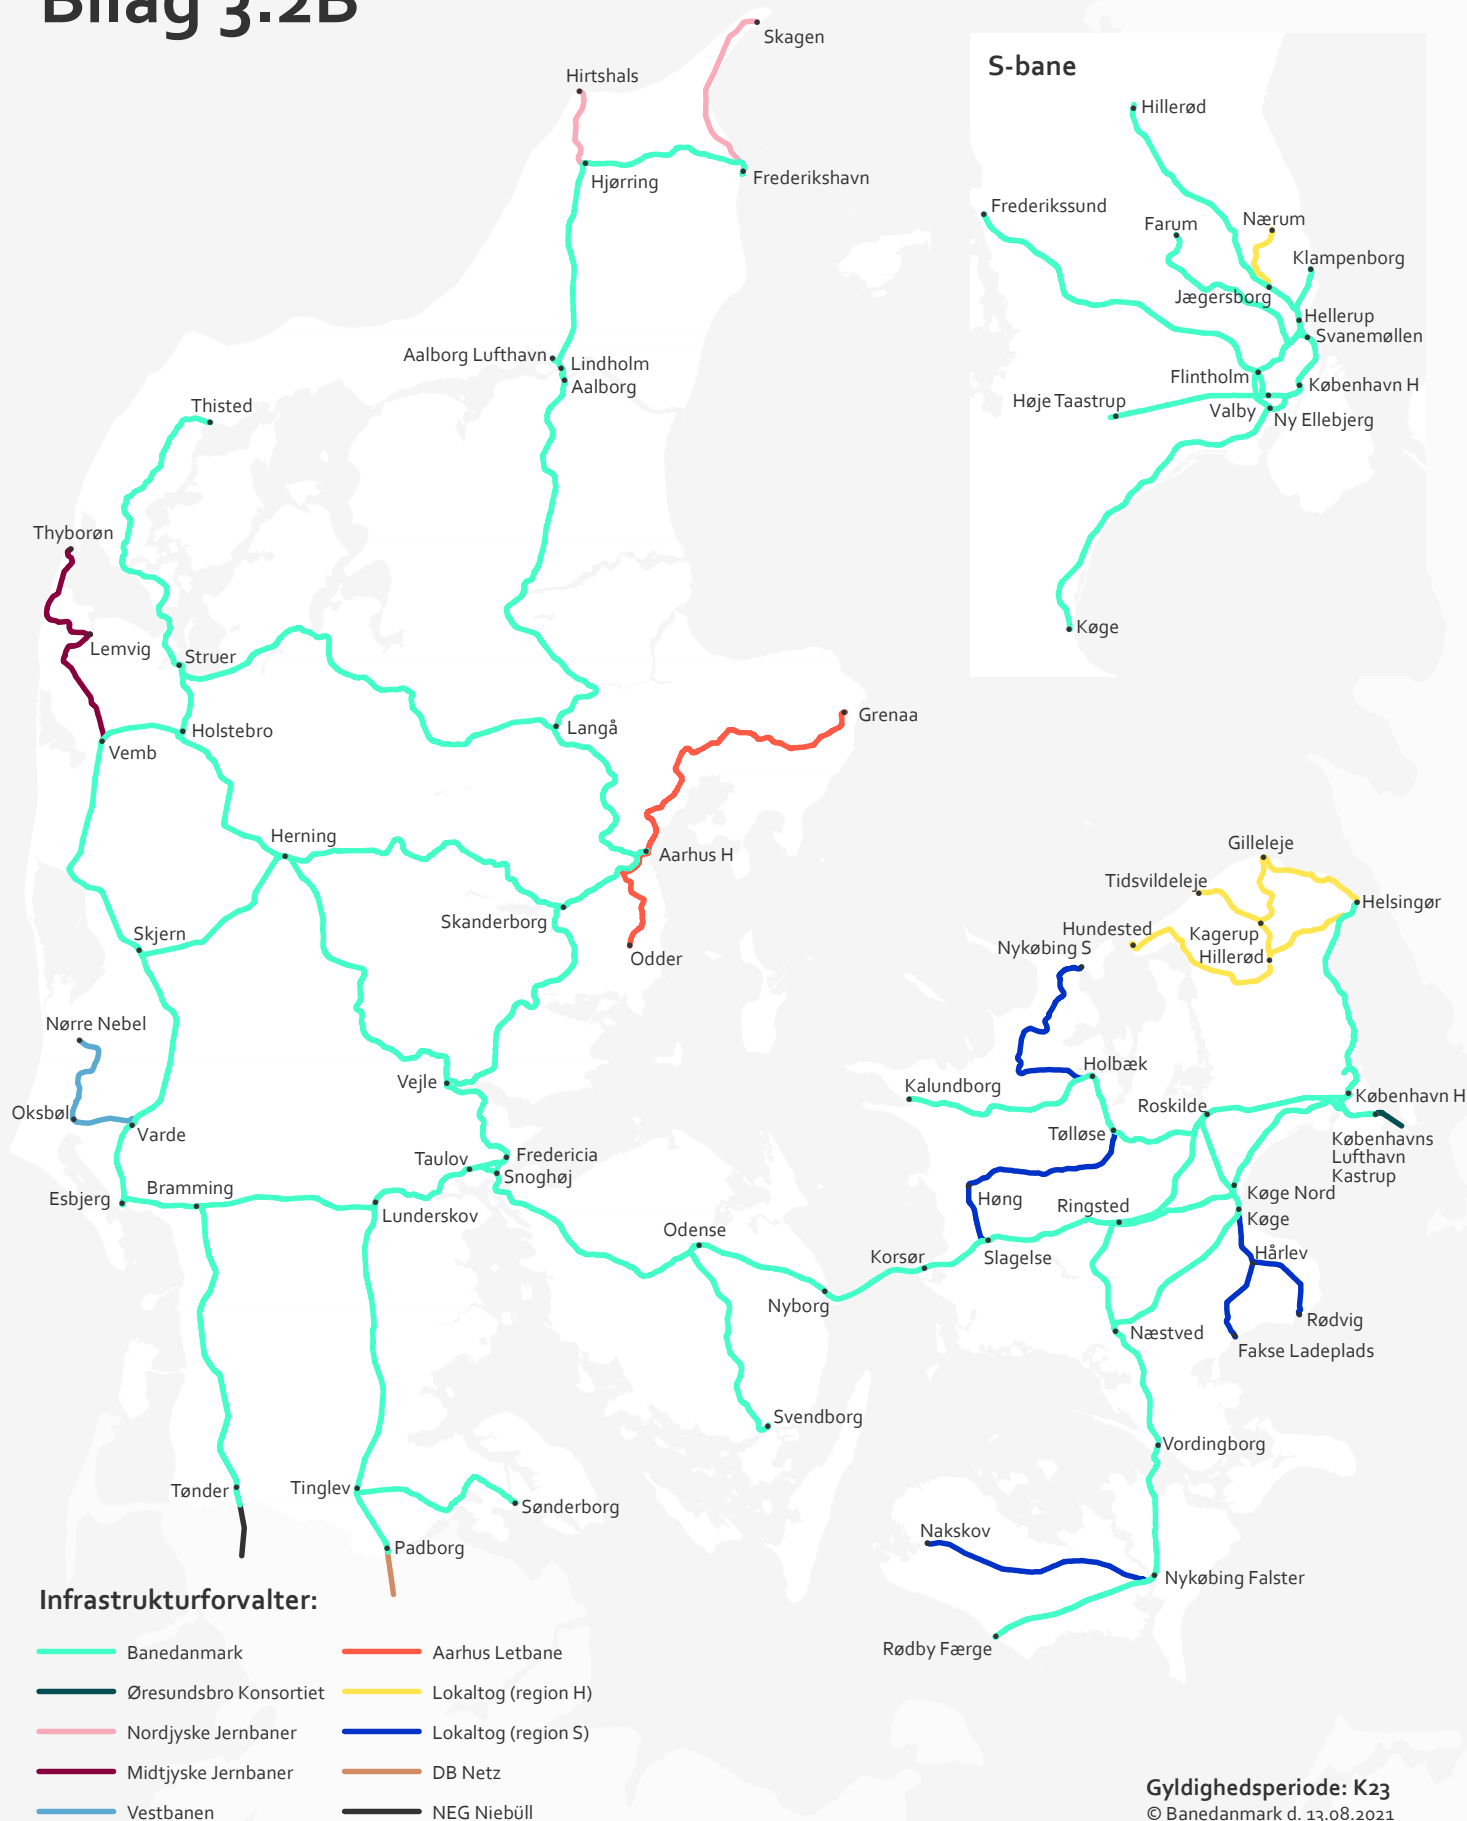 Bilag 3.2B
Skagen
Hirtshals
Hjørring
Frederikshavn
Aalborg Lufthavn
Lindholm
Aalborg
Thisted
Thyborøn
Lemvig
Struer
Holstebro
Vemb
Langå
Grenaa
Herning
Aarhus H
Skanderborg
Odder
Skjern
Nørre Nebel
Oksbøl
Varde
Vejle
Taulov
Fredericia
Snoghøj
Esbjerg
Bramming
Lunderskov
Odense
Nyborg
Korsør
Svendborg
Tønder
Tinglev
Sønderborg
Padborg
S-bane
Hillerød
Frederikssund
Farum
Nærum
Klampenborg
Jægersborg
Hellerup
Svanemøllen
Flintholm
København H
Høje Taastrup
Valby
Ny Ellebjerg
Køge
Gilleleje
Tidsvildeleje
Helsingør
Hundested
Kagerup
Nykøbing S
Hillerød
Holbæk
Kalundborg
København H
Roskilde
Tølløse
Københavns
Lufthavn
Kastrup
Høng
Ringsted
Køge Nord
Køge
Slagelse
Hårlev
Rødvig
Næstved
Fakse Ladeplads
Vordingborg
Nakskov
Nykøbing Falster
Rødby Færge
Infrastrukturforvalter:
Banedanmark
Øresundsbro Konsortiet
Nordjyske Jernbaner
Midtjyske Jernbaner
Vestbanen
Aarhus Letbane
Lokaltog (region H)
Lokaltog (region S)
DB Netz
NEG Niebüll
Gyldighedsperiode: K23
© Banedanmark d. 13.08.2021